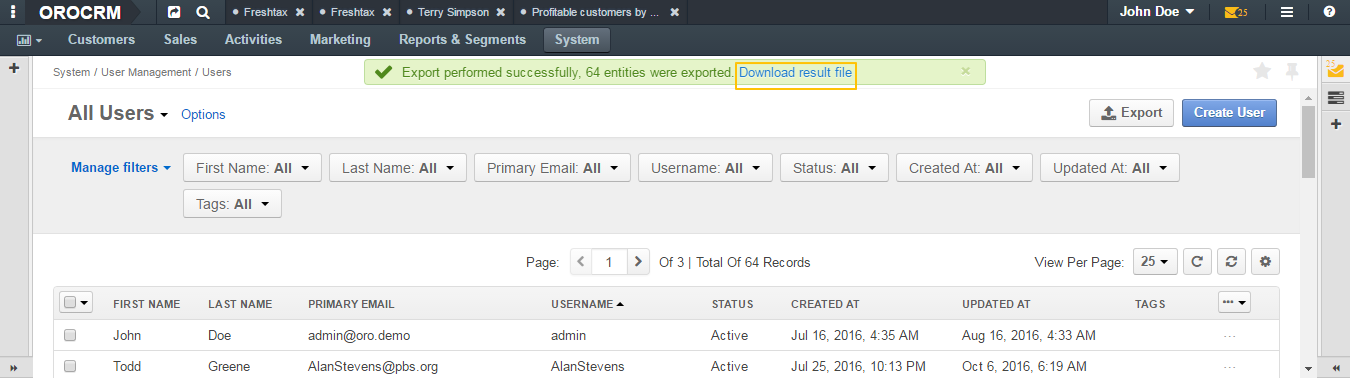 OROCRM Freshtax Freshtax Terry Simpson Profitable customers by ... John Doe 25
Customers Sales Activities Marketing Reports & Segments System
System / User Management / Users
Export performed successfully, 64 entities were exported. Download result file
25
All Users Options Export Create User
Manage filters First Name: All Last Name: All Primary Email: All Username: All Status: All Created At: All Updated At: All
Tags: All
Page: 1 Of 3 | Total Of 64 Records View Per Page: 25
FIRST NAME LAST NAME PRIMARY EMAIL USERNAME STATUS CREATED AT UPDATED AT TAGS
John Doe admin@oro.demo admin Active Jul 16, 2016, 4:35 AM Aug 16, 2016, 4:33 AM ...
Todd Greene AlanStevens@pbs.org AlanStevens Active Jul 25, 2016, 10:13 PM Oct 6, 2016, 6:19 AM ...